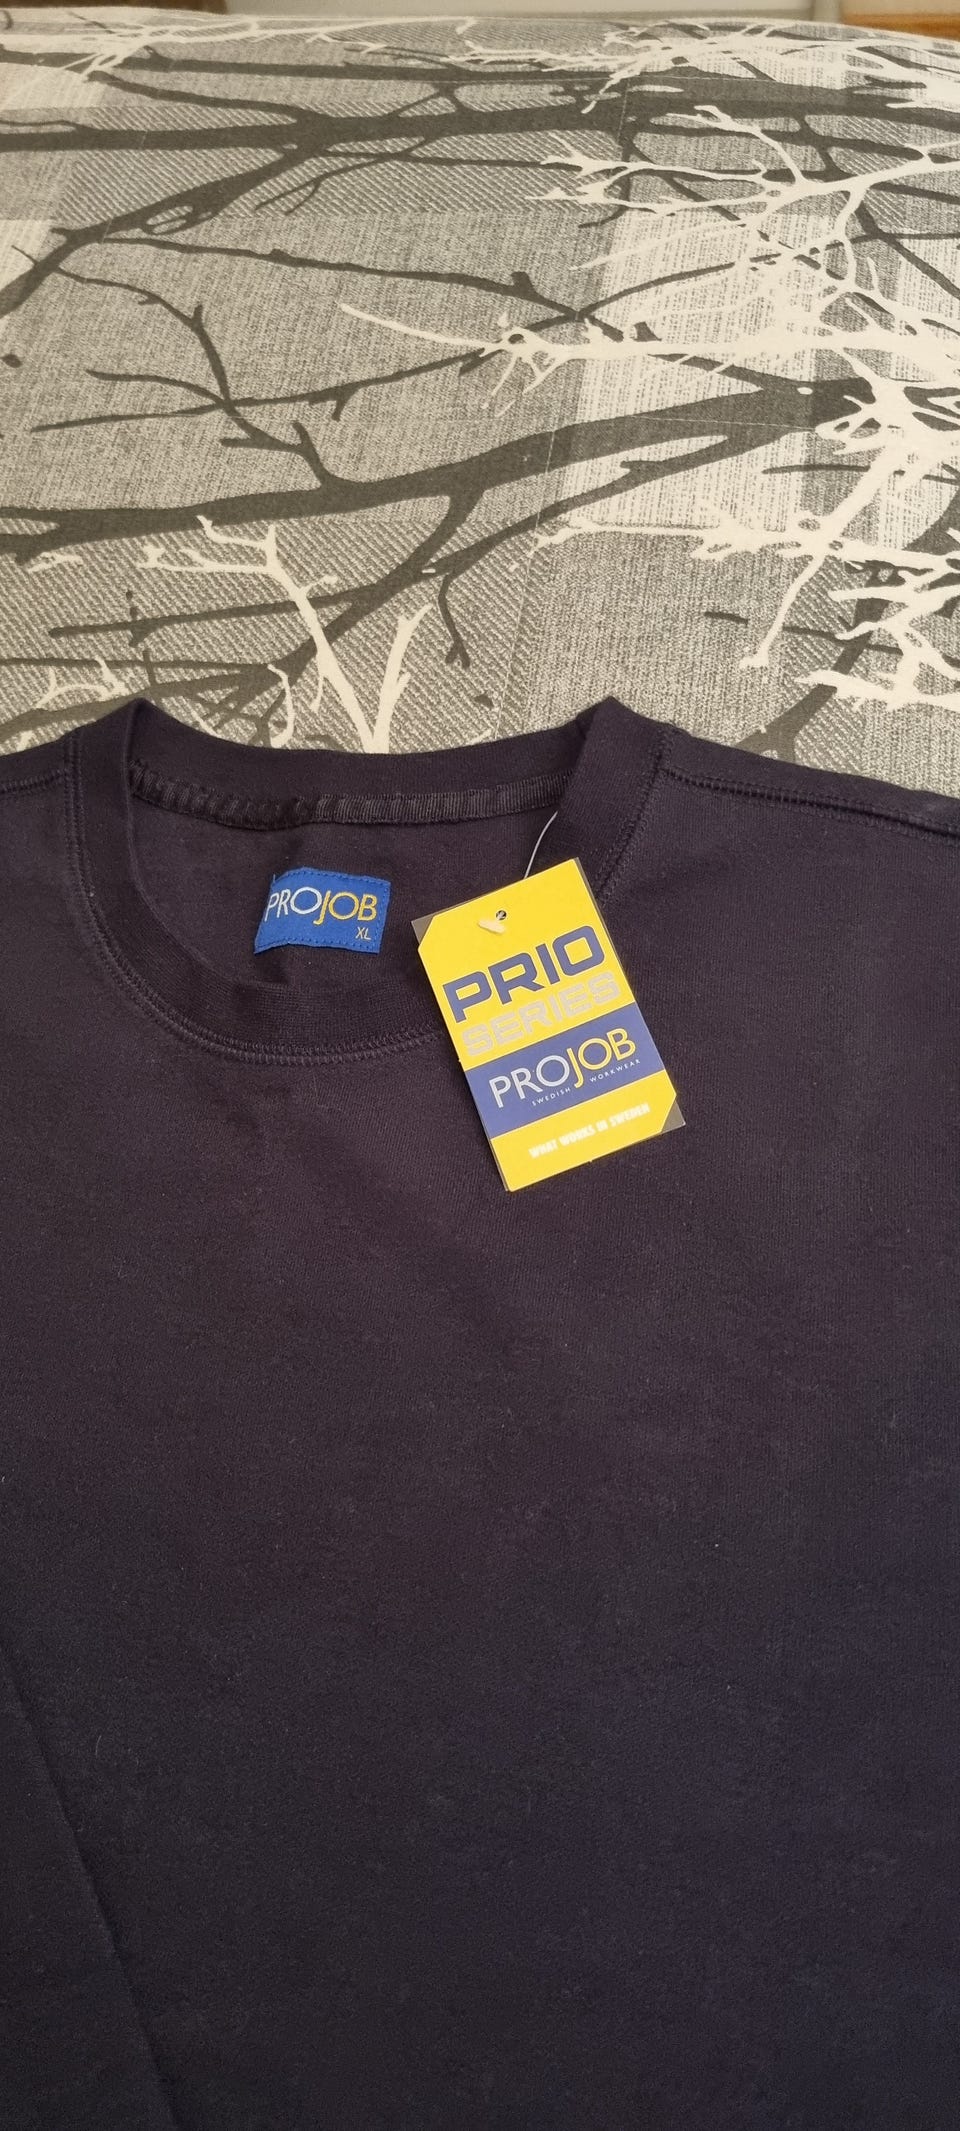 PROJOB
XL
PRIO
SERIES
PROJOB
SWEDISH WORKWEAR
WHAT WORKS IN SWEDEN